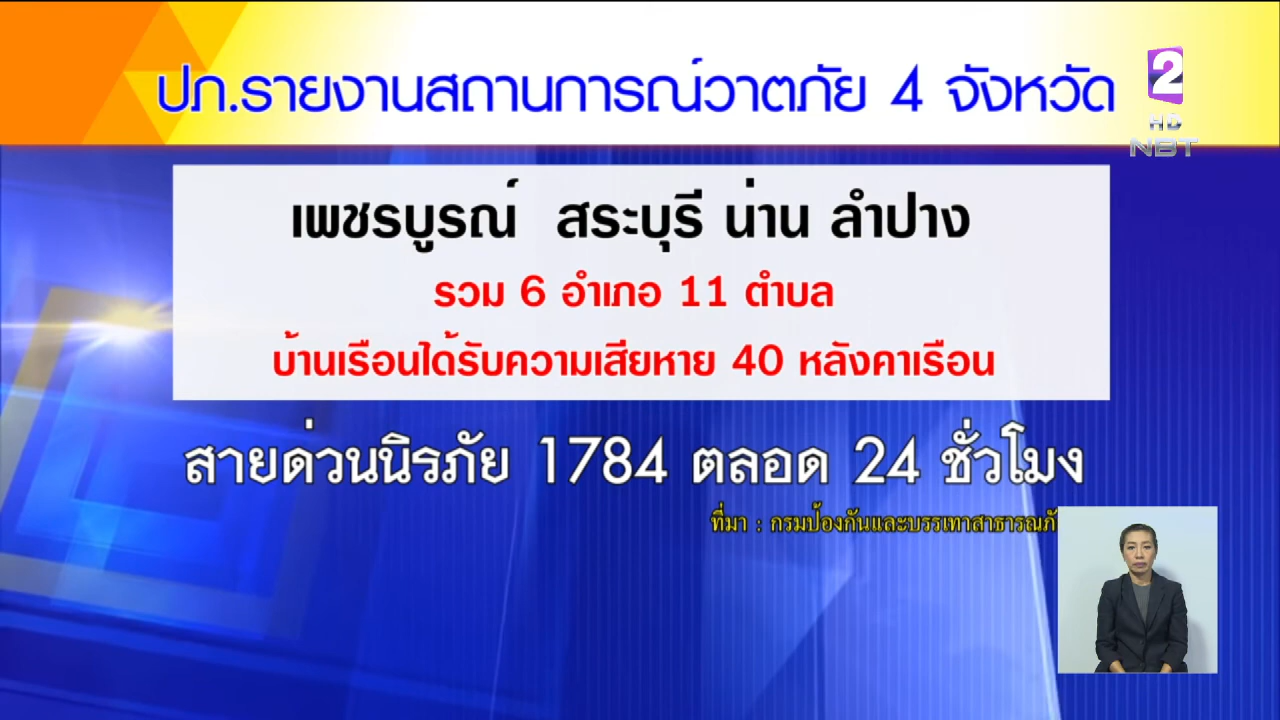 ปภ.รายงานสถานการณ์วาตภัย 4 จังหวัด
2
HD
NBT
เพชรบูรณ์ สระบุรี น่าน ลำปาง
รวม 6 อำเภอ 11 ตำบล
บ้านเรือนได้รับความเสียหาย 40 หลังคาเรือน
สายด่วนนิรภัย 1784 ตลอด 24 ชั่วโมง
ที่มา : กรมป้องกันและบรรเทาสาธารณภั